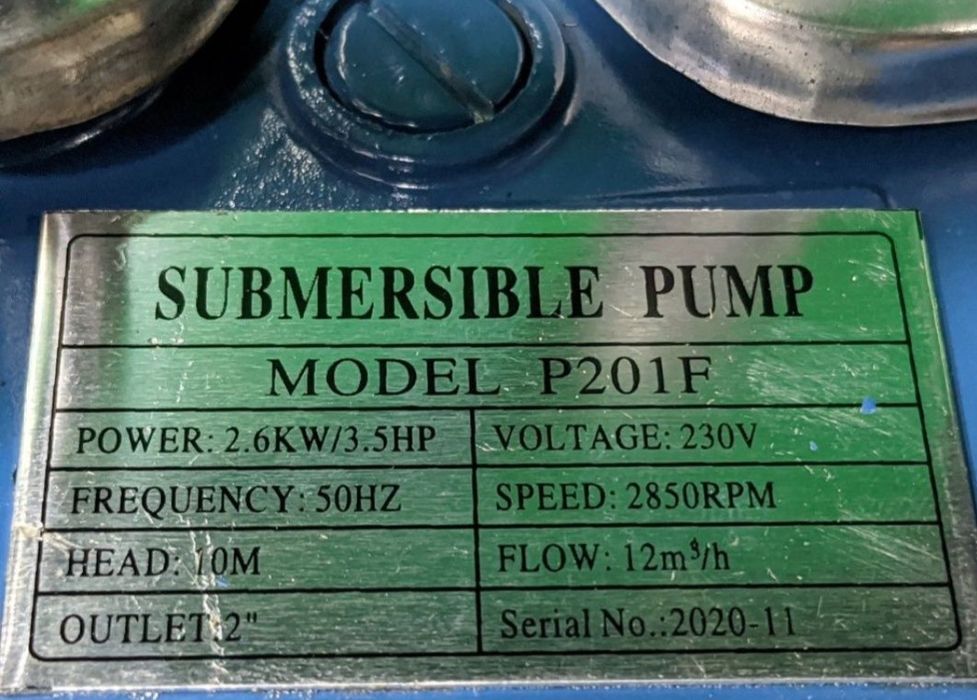 SUBMERSIBLE PUMP
MODEL P201F
POWER: 2.6KW/3.5HP VOLTAGE: 230V
FREQUENCY: 50HZ SPEED: 2850RPM
HEAD: 10M FLOW: 12m³/h
OUTLET:2" Serial No.:2020-11